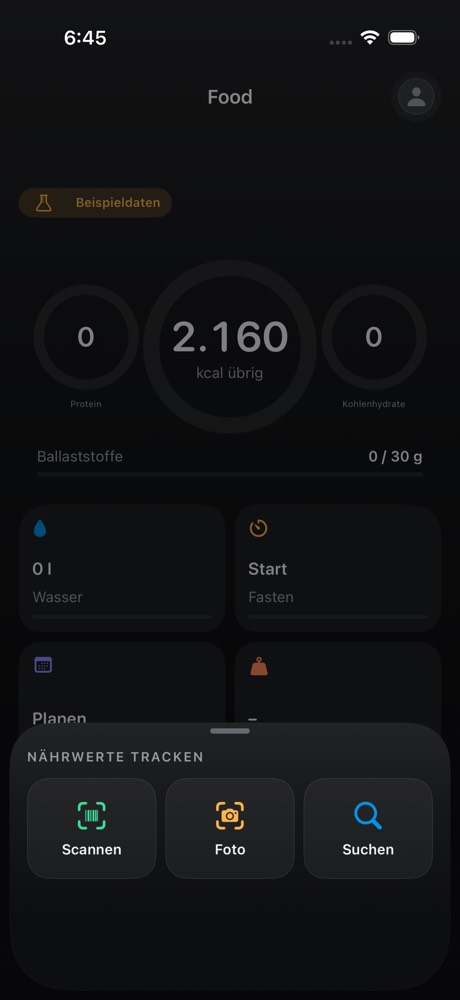 6:45
Food
Beispieldaten
0
2.160
kcal übrig
0
Protein
Kohlenhydrate
Ballaststoffe
0 / 30 g
0 l
Wasser
Start
Fasten
Planen
–
NÄHRWERTE TRACKEN
Scannen
Foto
Suchen